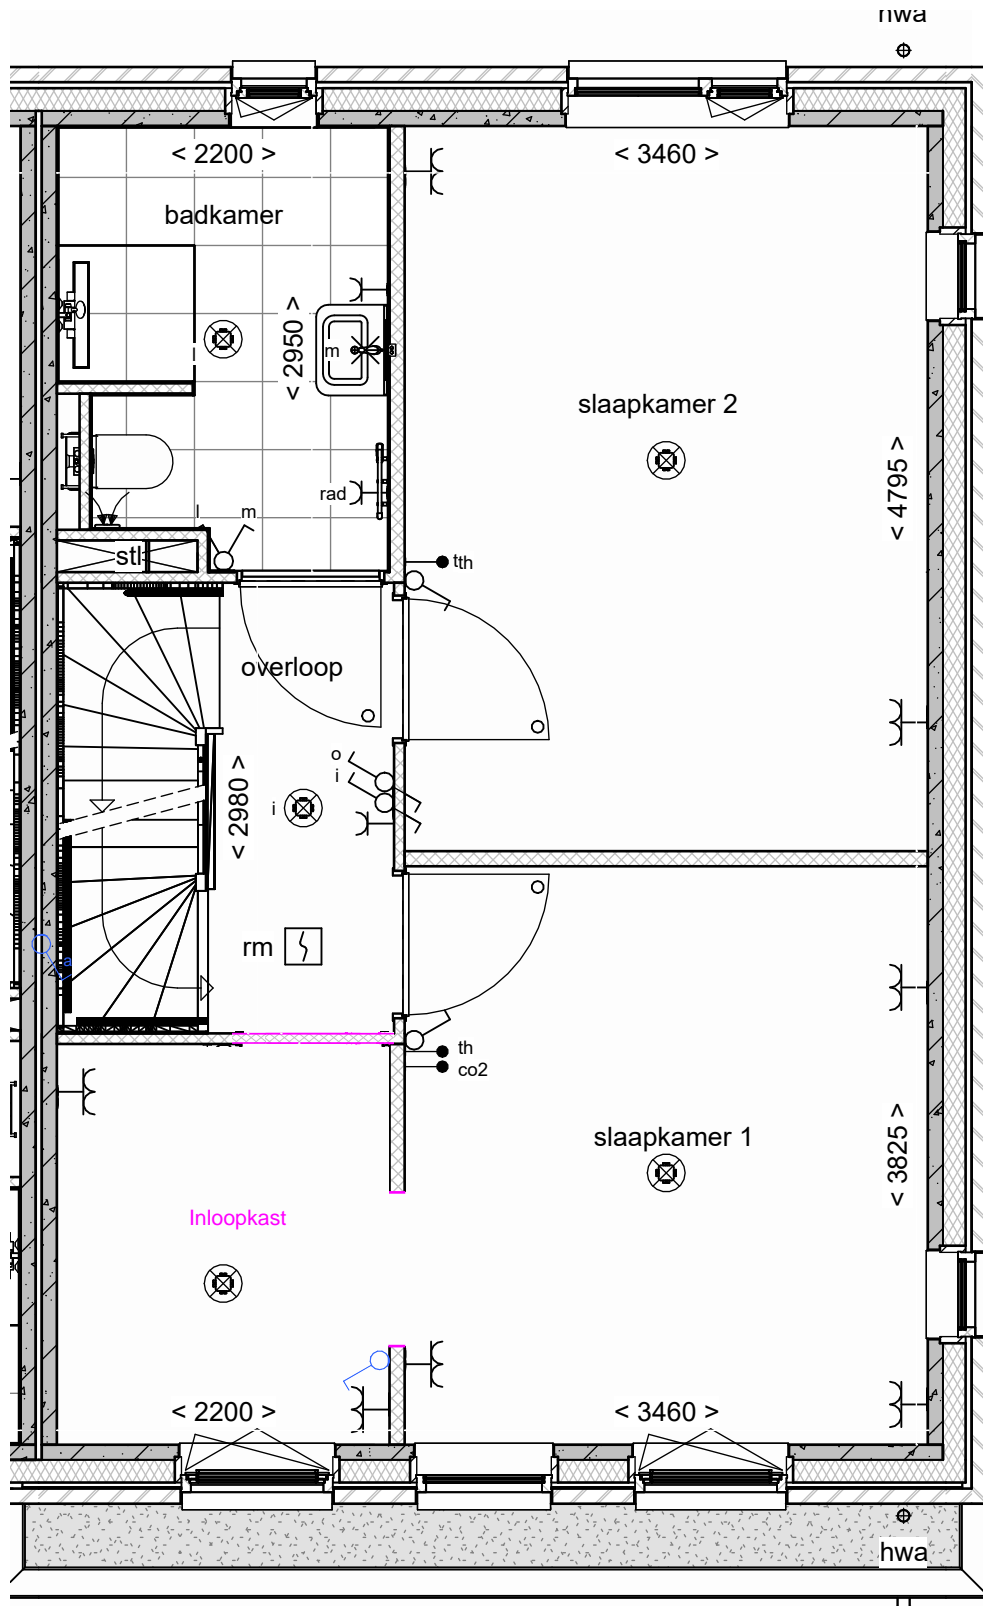 hwa
< 2200 >
< 3460 >
badkamer
< 2950 >
m
slaapkamer 2
< 4795 >
rad
l
m
stl
tth
overloop
o
i
i
< 2980 >
rm
a
th
co2
slaapkamer 1
< 3825 >
Inloopkast
< 2200 >
< 3460 >
hwa